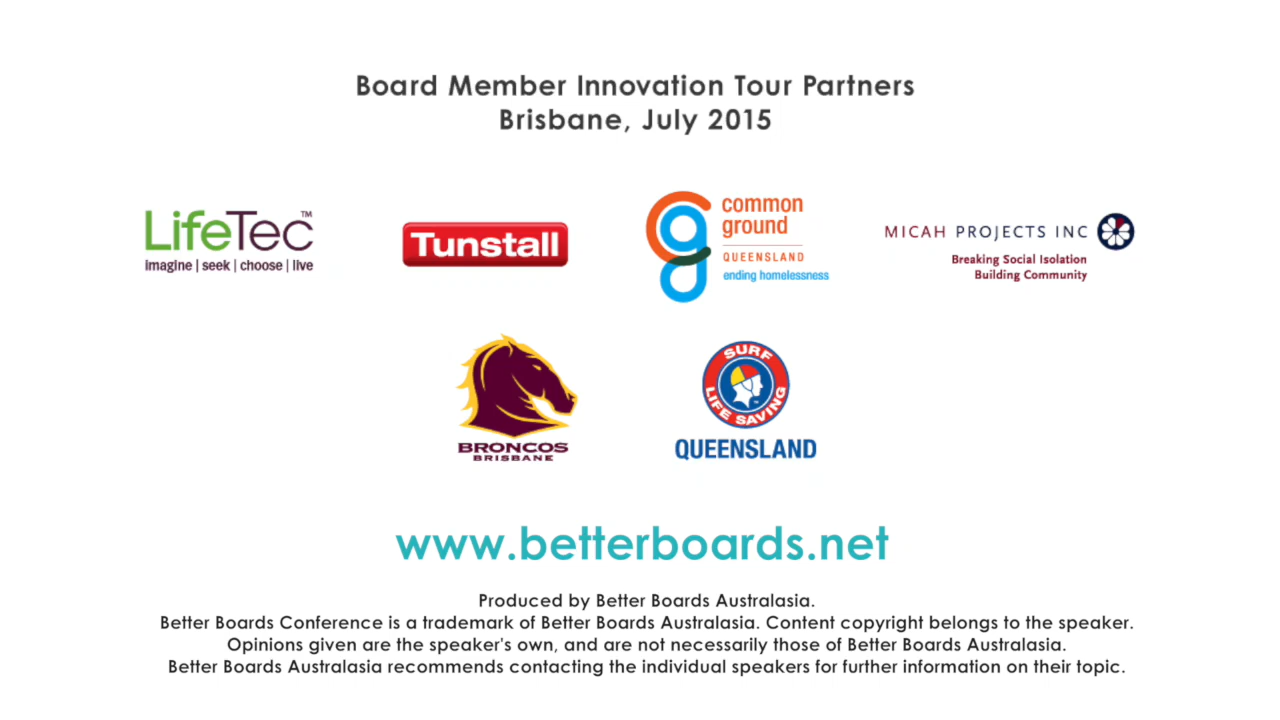 Board Member Innovation Tour Partners
Brisbane, July 2015
LifeTec™
imagine | seek | choose | live
Tunstall
common
ground
QUEENSLAND
ending homelessness
MICAH PROJECTS INC
Breaking Social Isolation
Building Community
BRONCOS
BRISBANE
SURF
LIFE SAVING
QUEENSLAND
www.betterboards.net
Produced by Better Boards Australasia.
Better Boards Conference is a trademark of Better Boards Australasia. Content copyright belongs to the speaker.
Opinions given are the speaker's own, and are not necessarily those of Better Boards Australasia.
Better Boards Australasia recommends contacting the individual speakers for further information on their topic.